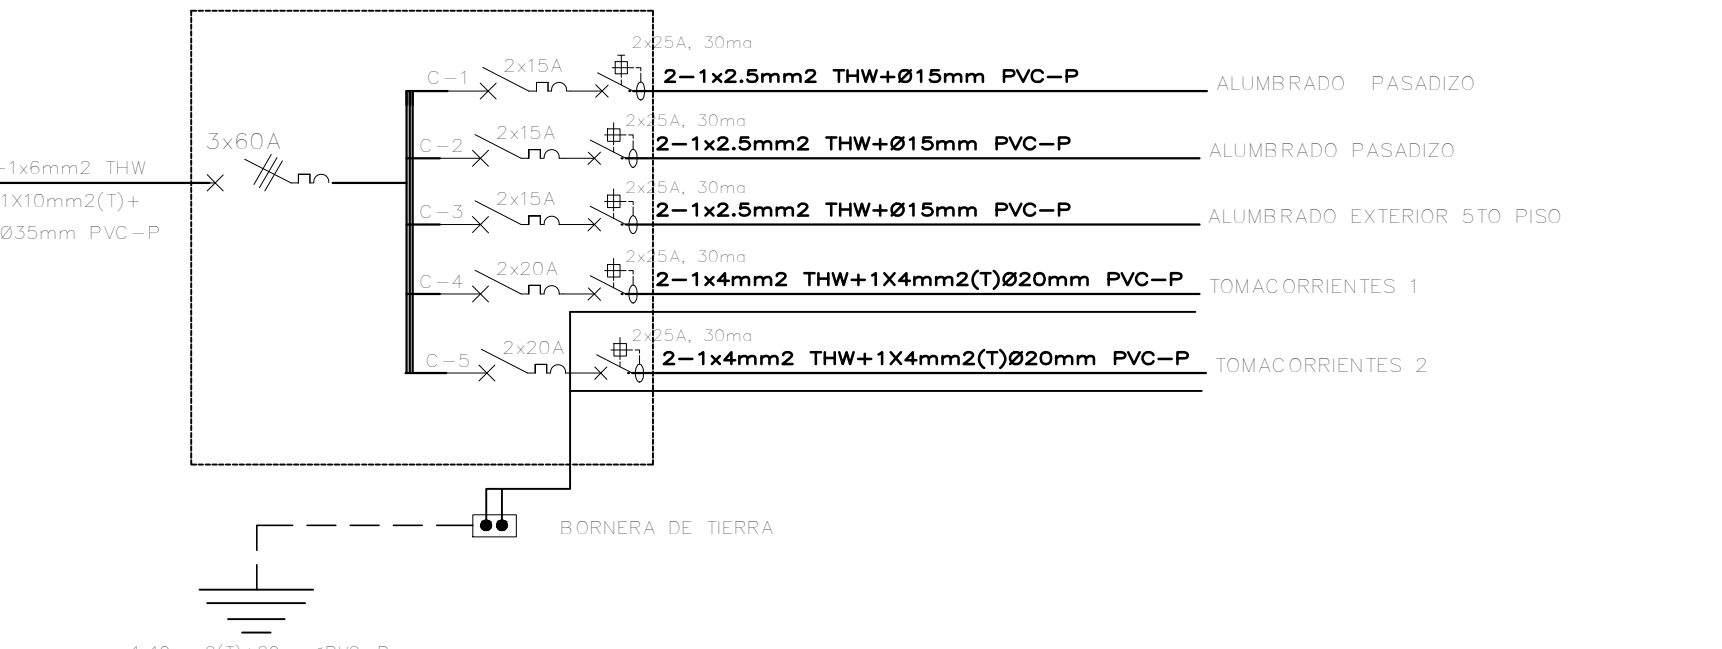 2x25A, 30ma
C-1
2x15A
2-1x2.5mm2 THW+Ø15mm PVC-P
ALUMBRADO PASADIZO
2x25A, 30ma
C-2
2x15A
2-1x2.5mm2 THW+Ø15mm PVC-P
ALUMBRADO PASADIZO
3x60A
-1x6mm2 THW
1X10mm2(T)+
Ø35mm PVC-P
2x25A, 30ma
C-3
2x15A
2-1x2.5mm2 THW+Ø15mm PVC-P
ALUMBRADO EXTERIOR 5TO PISO
2x25A, 30ma
C-4
2x20A
2-1x4mm2 THW+1X4mm2(T)Ø20mm PVC-P
TOMACORRIENTES 1
2x25A, 30ma
C-5
2x20A
2-1x4mm2 THW+1X4mm2(T)Ø20mm PVC-P
TOMACORRIENTES 2
BORNERA DE TIERRA